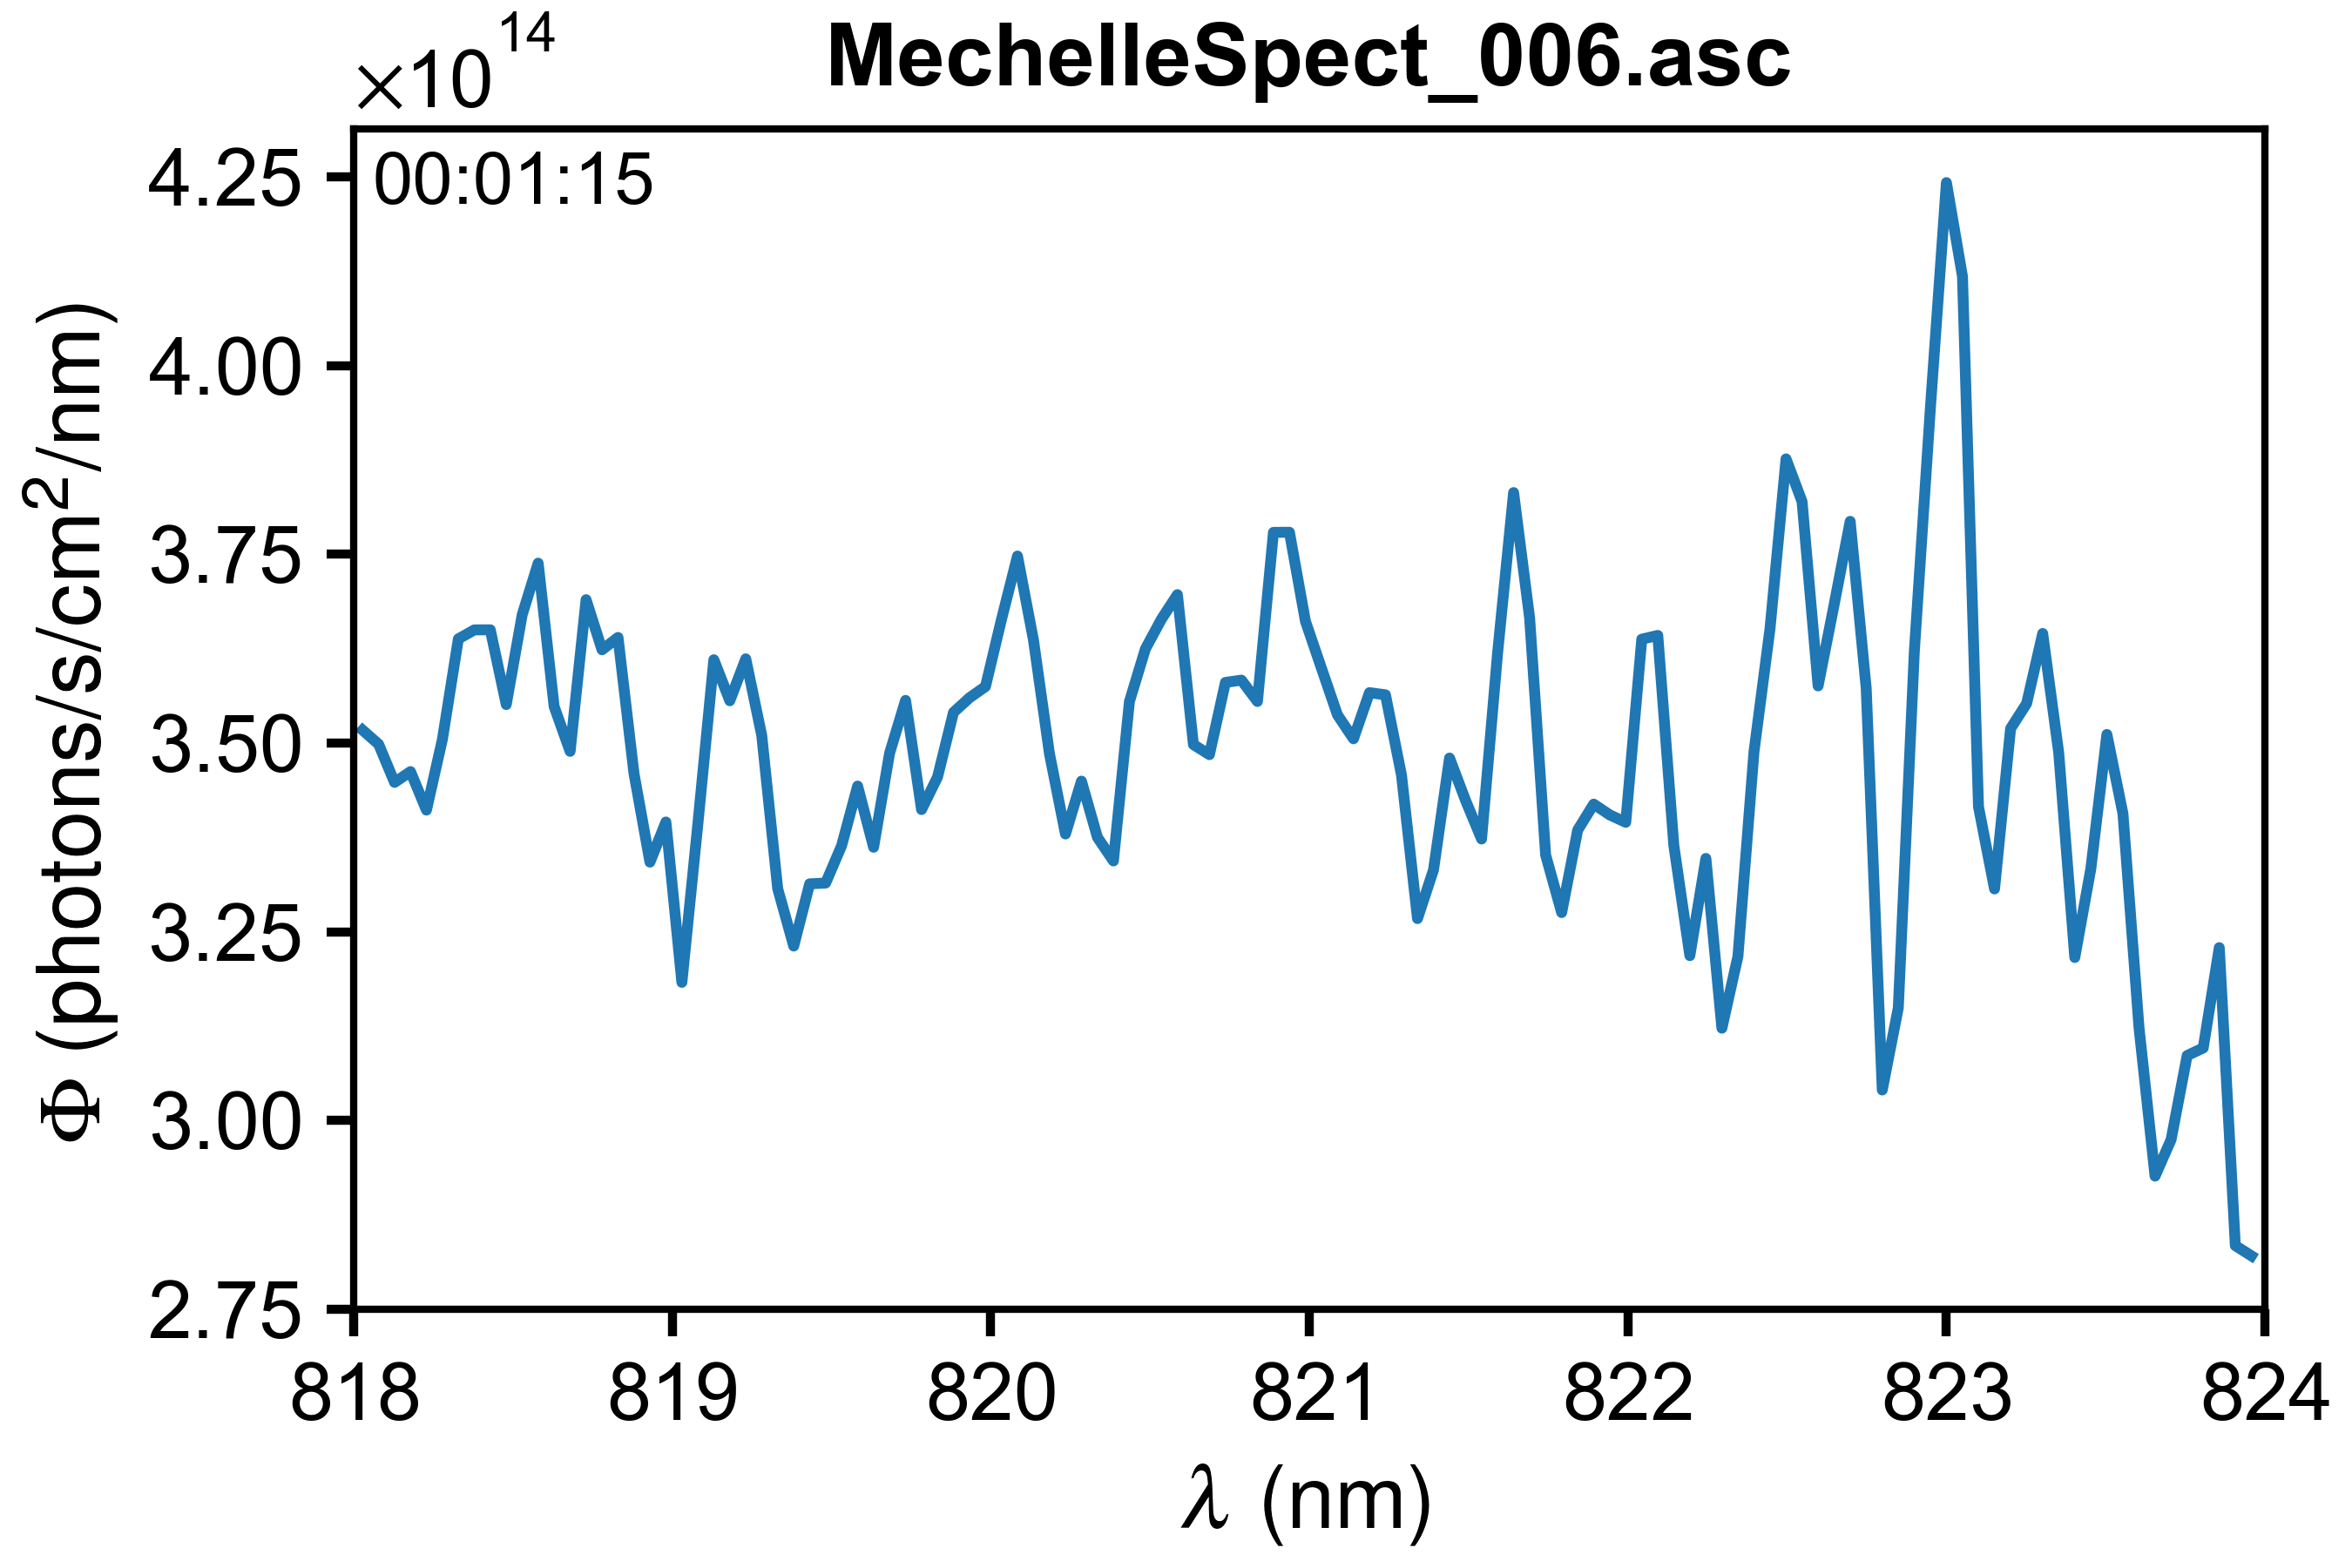 ×10^14
MechelleSpect_006.asc
00:01:15
Φ (photons/s/cm²/nm)
4.25
4.00
3.75
3.50
3.25
3.00
2.75
818 819 820 821 822 823 824
λ (nm)